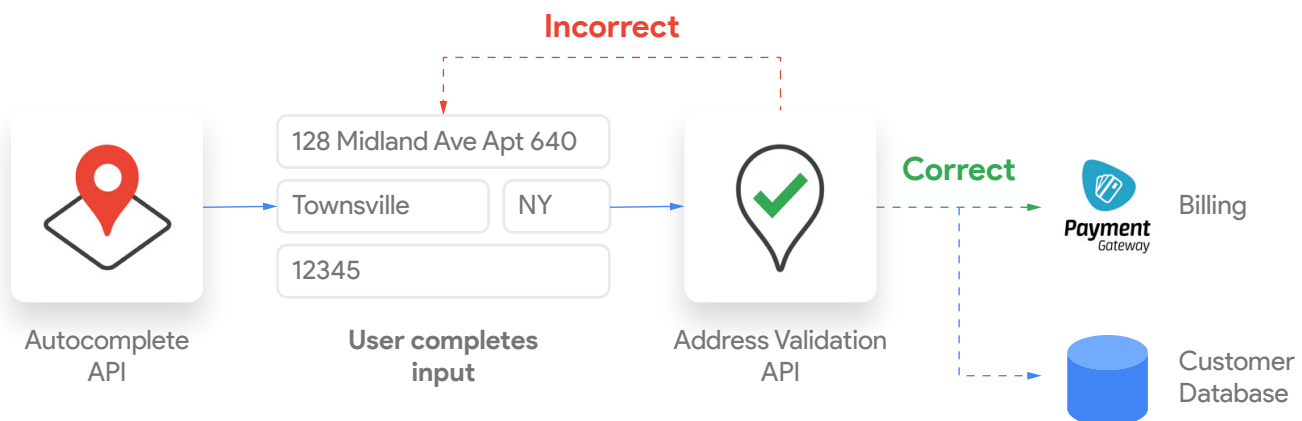 Incorrect
128 Midland Ave Apt 640
Townsville
NY
12345
Correct
Payment
Gateway
Billing
Autocomplete
API
User completes
input
Address Validation
API
Customer
Database